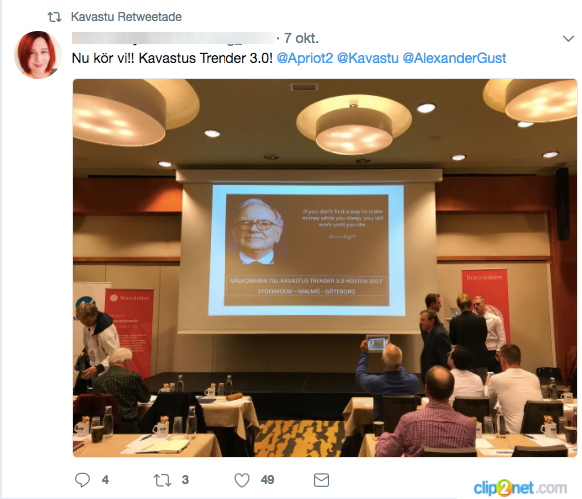 Kavastu Retweetade
· 7 okt.
Nu kör vi!! Kavastus Trender 3.0! @Apriot2 @Kavastu @AlexanderGust
If you don't find a way to make
money while you sleep, you will
work until you die.
VÄLKOMMEN TILL KAVASTUS TRENDER 3.0 HÖSTEN 2017
STOCKHOLM – MALMÖ - GÖTEBORG
Börsvärlden
Börsvärlden
4
3
49
clip2net.com